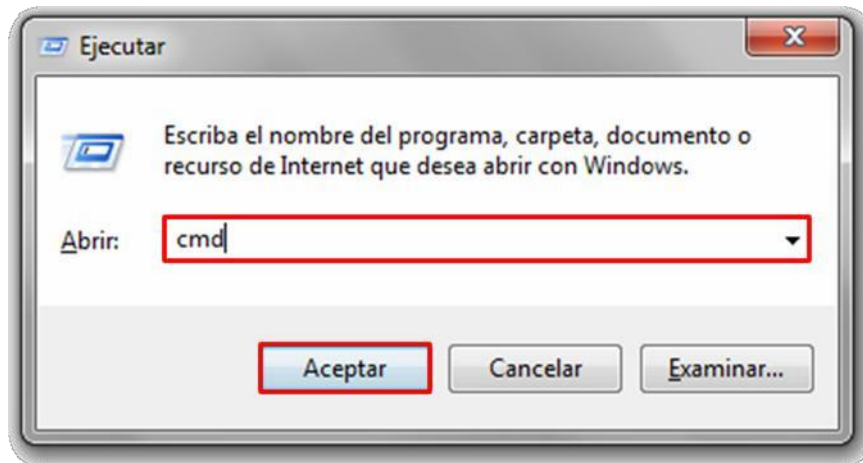 Ejecutar
Escriba el nombre del programa, carpeta, documento o
recurso de Internet que desea abrir con Windows.
Abrir: cmd
Aceptar Cancelar Examinar...